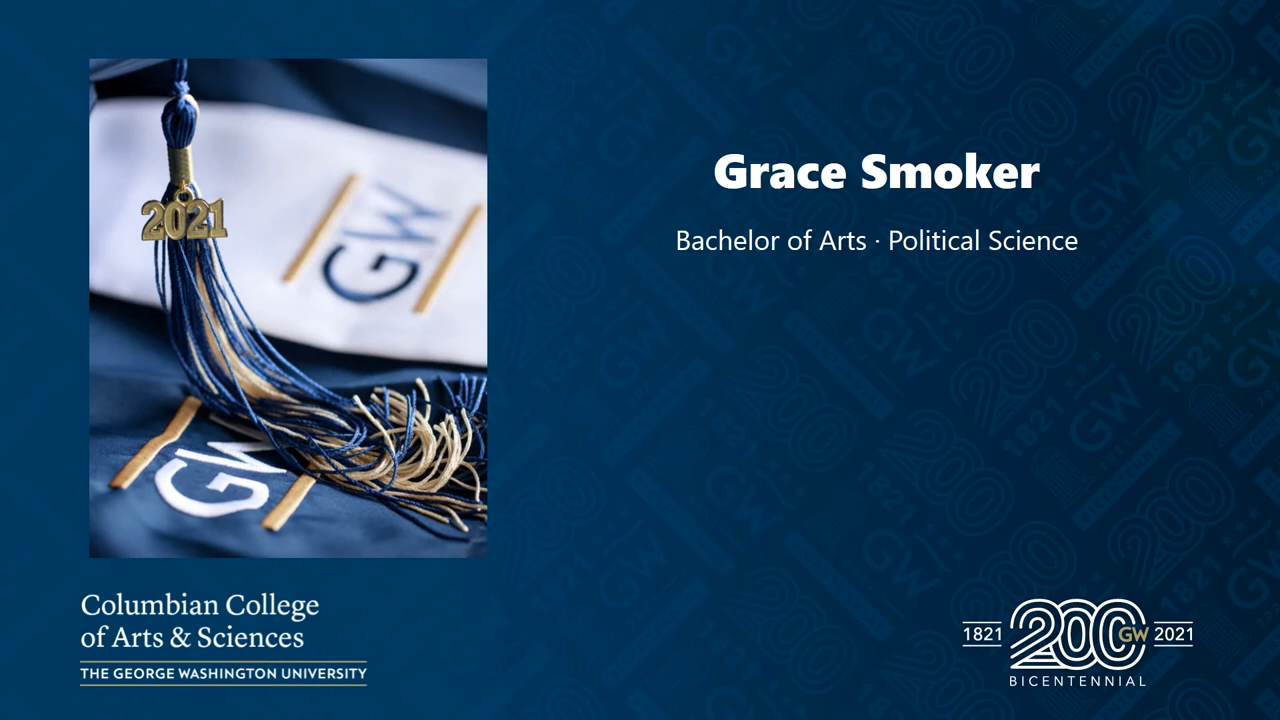 2021
GW
GW
Grace Smoker
Bachelor of Arts · Political Science
Columbian College
of Arts & Sciences
THE GEORGE WASHINGTON UNIVERSITY
1821 200 GW 2021
BICENTENNIAL